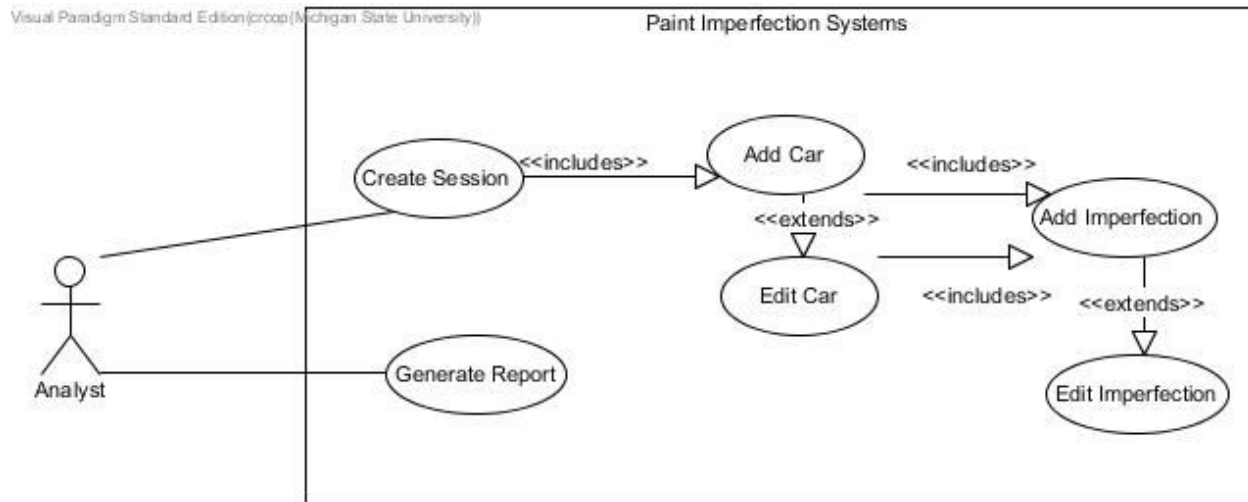 Visual Paradigm Standard Edition(crcop(Michigan State University))
Paint Imperfection Systems
Create Session
<<includes>>
Add Car
<<includes>>
Add Imperfection
<<extends>>
Edit Car
<<includes>>
<<extends>>
Edit Imperfection
Generate Report
Analyst